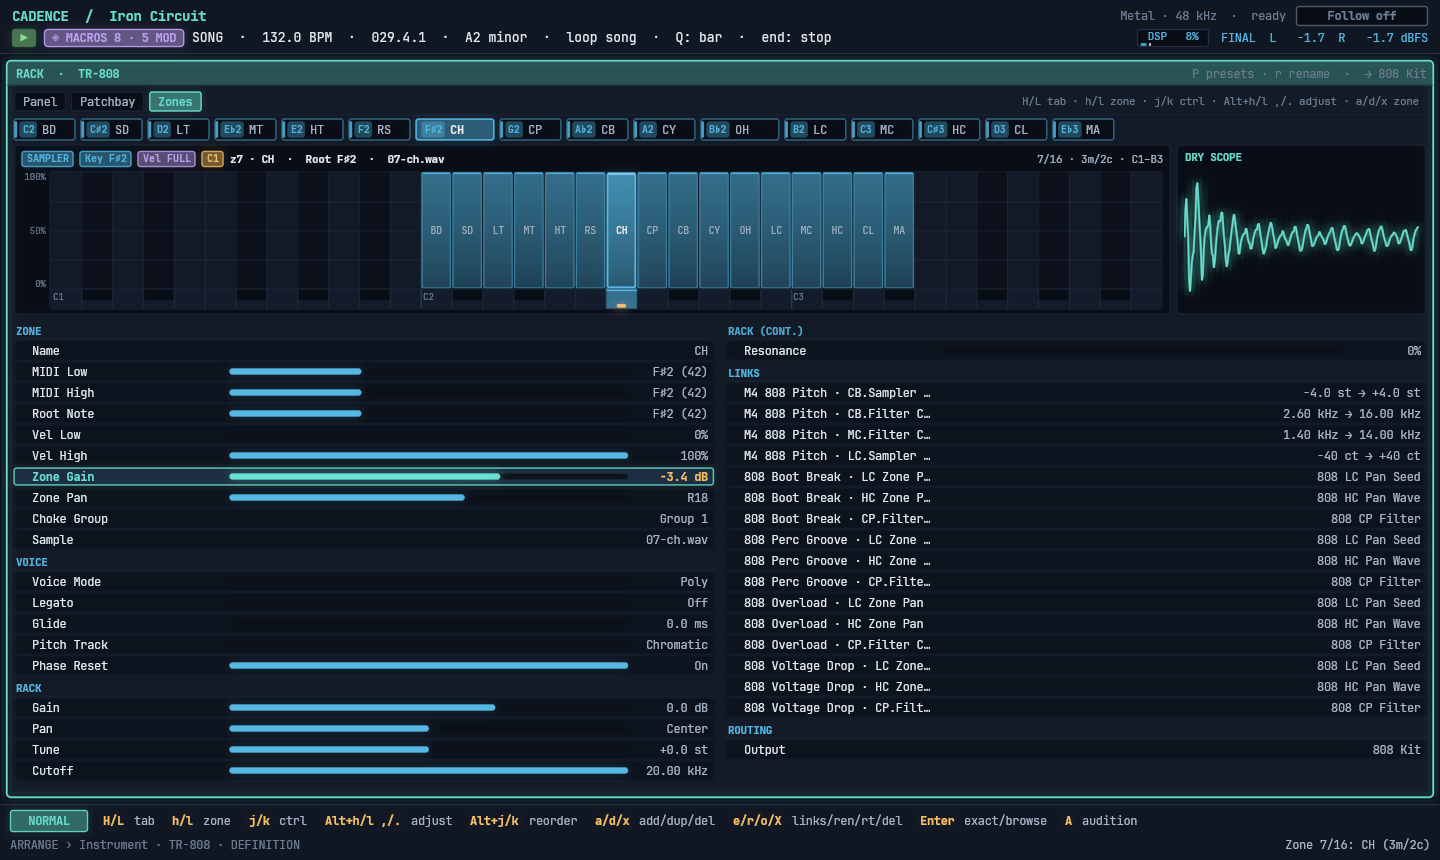 CADENCE / Iron Circuit
Metal · 48 kHz · ready Follow off
▶ ◈ MACROS 8 · 5 MOD SONG · 132.0 BPM · 029.4.1 · A2 minor · loop song · Q: bar · end: stop
DSP 8% FINAL L -1.7 R -1.7 dBFS
RACK · TR-808
P presets · r rename · → 808 Kit
Panel Patchbay Zones
H/L tab · h/l zone · j/k ctrl · Alt+h/l ,/. adjust · a/d/x zone
C2 BD C♯2 SD D2 LT E♭2 MT E2 HT F2 RS F♯2 CH G2 CP A♭2 CB A2 CY B♭2 OH B2 LC C3 MC C♯3 HC D3 CL E♭3 MA
SAMPLER Key F♯2 Vel FULL C1 z7 · CH · Root F♯2 · 07-ch.wav
7/16 · 3m/2c · C1–B3
DRY SCOPE
100%
50%
0%
BD SD LT MT HT RS CH CP CB CY OH LC MC HC CL MA
C1 C2 C3
ZONE
Name CH
MIDI Low F♯2 (42)
MIDI High F♯2 (42)
Root Note F♯2 (42)
Vel Low 0%
Vel High 100%
Zone Gain -3.4 dB
Zone Pan R18
Choke Group Group 1
Sample 07-ch.wav
VOICE
Voice Mode Poly
Legato Off
Glide 0.0 ms
Pitch Track Chromatic
Phase Reset On
RACK
Gain 0.0 dB
Pan Center
Tune +0.0 st
Cutoff 20.00 kHz
RACK (CONT.)
Resonance 0%
LINKS
M4 808 Pitch · CB.Sampler … -4.0 st → +4.0 st
M4 808 Pitch · CB.Filter C… 2.60 kHz → 16.00 kHz
M4 808 Pitch · MC.Filter C… 1.40 kHz → 14.00 kHz
M4 808 Pitch · LC.Sampler … -40 ct → +40 ct
808 Boot Break · LC Zone P… 808 LC Pan Seed
808 Boot Break · HC Zone P… 808 HC Pan Wave
808 Boot Break · CP.Filter… 808 CP Filter
808 Perc Groove · LC Zone … 808 LC Pan Seed
808 Perc Groove · HC Zone … 808 HC Pan Wave
808 Perc Groove · CP.Filte… 808 CP Filter
808 Overload · LC Zone Pan 808 LC Pan Seed
808 Overload · HC Zone Pan 808 HC Pan Wave
808 Overload · CP.Filter C… 808 CP Filter
808 Voltage Drop · LC Zone… 808 LC Pan Seed
808 Voltage Drop · HC Zone… 808 HC Pan Wave
808 Voltage Drop · CP.Filt… 808 CP Filter
ROUTING
Output 808 Kit
NORMAL H/L tab h/l zone j/k ctrl Alt+h/l ,/. adjust Alt+j/k reorder a/d/x add/dup/del e/r/o/X links/ren/rt/del Enter exact/browse A audition
ARRANGE › Instrument · TR-808 · DEFINITION
Zone 7/16: CH (3m/2c)